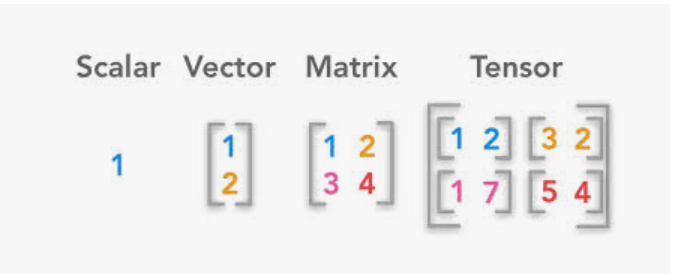 Scalar Vector Matrix Tensor
1 2 3 2
1 1 2
1
2 3 4 1 7 5 4